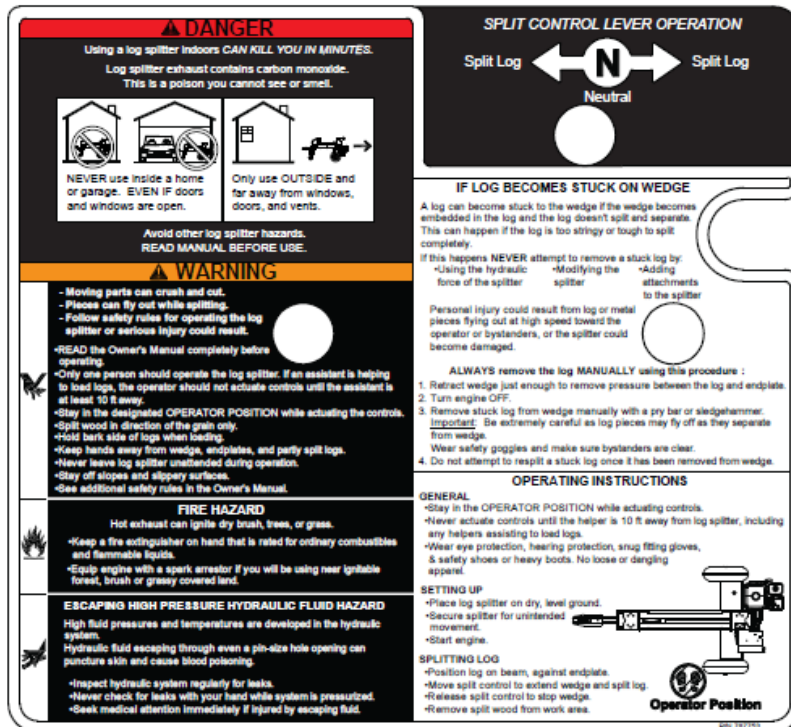 DANGER
Using a log splitter indoors CAN KILL YOU IN MINUTES.
Log splitter exhaust contains carbon monoxide.
This is a poison you cannot see or smell.
NEVER use inside a home
or garage. EVEN IF doors
and windows are open.
Only use OUTSIDE and
far away from windows,
doors, and vents.
Avoid other log splitter hazards.
READ MANUAL BEFORE USE.
WARNING
- Moving parts can crush and cut.
- Pieces can fly out while splitting.
- Follow safety rules for operating the log
splitter or serious injury could result.
•READ the Owner's Manual completely before
operating.
•Only one person should operate the log splitter. If an assistant is helping
to load logs, the operator should not actuate controls until the assistant is
at least 10 ft away.
•Stay in the designated OPERATOR POSITION while actuating the controls.
•Split wood in direction of the grain only.
•Hold bark side of logs when loading.
•Keep hands away from wedge, endplates, and partly split logs.
•Never leave log splitter unattended during operation.
•Stay off slopes and slippery surfaces.
•See additional safety rules in the Owner's Manual.
FIRE HAZARD
Hot exhaust can ignite dry brush, trees, or grass.
•Keep a fire extinguisher on hand that is rated for ordinary combustibles
and flammable liquids.
•Equip engine with a spark arrestor if you will be using near ignitable
forest, brush or grassy covered land.
ESCAPING HIGH PRESSURE HYDRAULIC FLUID HAZARD
High fluid pressures and temperatures are developed in the hydraulic
system.
Hydraulic fluid escaping through even a pin-size hole opening can
puncture skin and cause blood poisoning.
•Inspect hydraulic system regularly for leaks.
•Never check for leaks with your hand while system is pressurized.
•Seek medical attention immediately if injured by escaping fluid.
SPLIT CONTROL LEVER OPERATION
Split Log N Split Log
Neutral
IF LOG BECOMES STUCK ON WEDGE
A log can become stuck to the wedge if the wedge becomes
embedded in the log and the log doesn't split and separate.
This can happen if the log is too stringy or tough to split
completely.
If this happens NEVER attempt to remove a stuck log by:
•Using the hydraulic
force of the splitter
•Modifying the
splitter
•Adding
attachments
to the splitter
Personal injury could result from log or metal
pieces flying out at high speed toward the
operator or bystanders, or the splitter could
become damaged.
ALWAYS remove the log MANUALLY using this procedure :
1. Retract wedge just enough to remove pressure between the log and endplate.
2. Turn engine OFF.
3. Remove stuck log from wedge manually with a pry bar or sledgehammer.
Important: Be extremely careful as log pieces may fly off as they separate
from wedge.
Wear safety goggles and make sure bystanders are clear.
4. Do not attempt to resplit a stuck log once it has been removed from wedge.
OPERATING INSTRUCTIONS
GENERAL
•Stay in the OPERATOR POSITION while actuating controls.
•Never actuate controls until the helper is 10 ft away from log splitter, including
any helpers assisting to load logs.
•Wear eye protection, hearing protection, snug fitting gloves,
& safety shoes or heavy boots. No loose or dangling
apparel.
SETTING UP
•Place log splitter on dry, level ground.
•Secure splitter for unintended
movement.
•Start engine.
SPLITTING LOG
•Position log on beam, against endplate.
•Move split control to extend wedge and split log.
•Release split control to stop wedge.
•Remove split wood from work area.
Operator Position